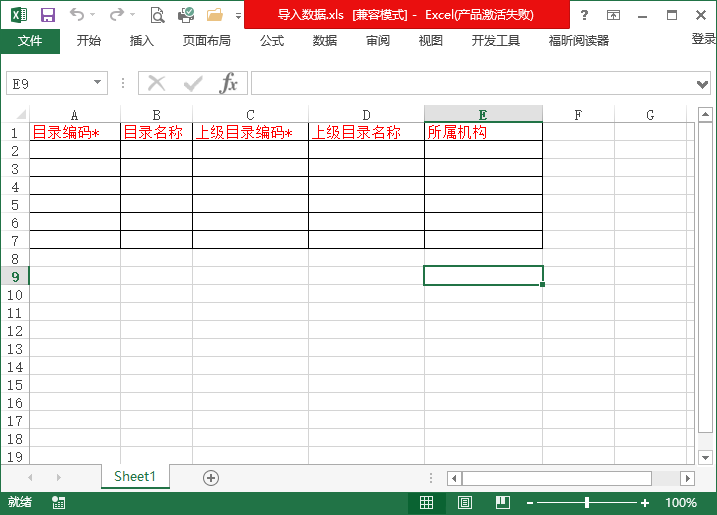 导入数据.xls [兼容模式] - Excel(产品激活失败)
?
文件 开始 插入 页面布局 公式 数据 审阅 视图 开发工具 福昕阅读器 登录
E9 fx
A B C D E F G
1 目录编码* 目录名称 上级目录编码* 上级目录名称 所属机构
2
3
4
5
6
7
8
9
10
11
12
13
14
15
16
17
18
19
Sheet1
就绪 100%